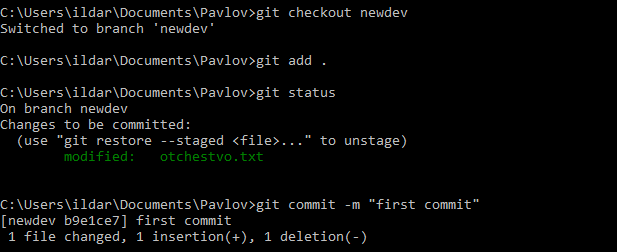 C:\Users\ildar\Documents\Pavlov>git checkout newdev
Switched to branch 'newdev'
C:\Users\ildar\Documents\Pavlov>git add .
C:\Users\ildar\Documents\Pavlov>git status
On branch newdev
Changes to be committed:
  (use "git restore --staged <file>..." to unstage)
        modified:   otchestvo.txt
C:\Users\ildar\Documents\Pavlov>git commit -m "first commit"
[newdev b9e1ce7] first commit
 1 file changed, 1 insertion(+), 1 deletion(-)